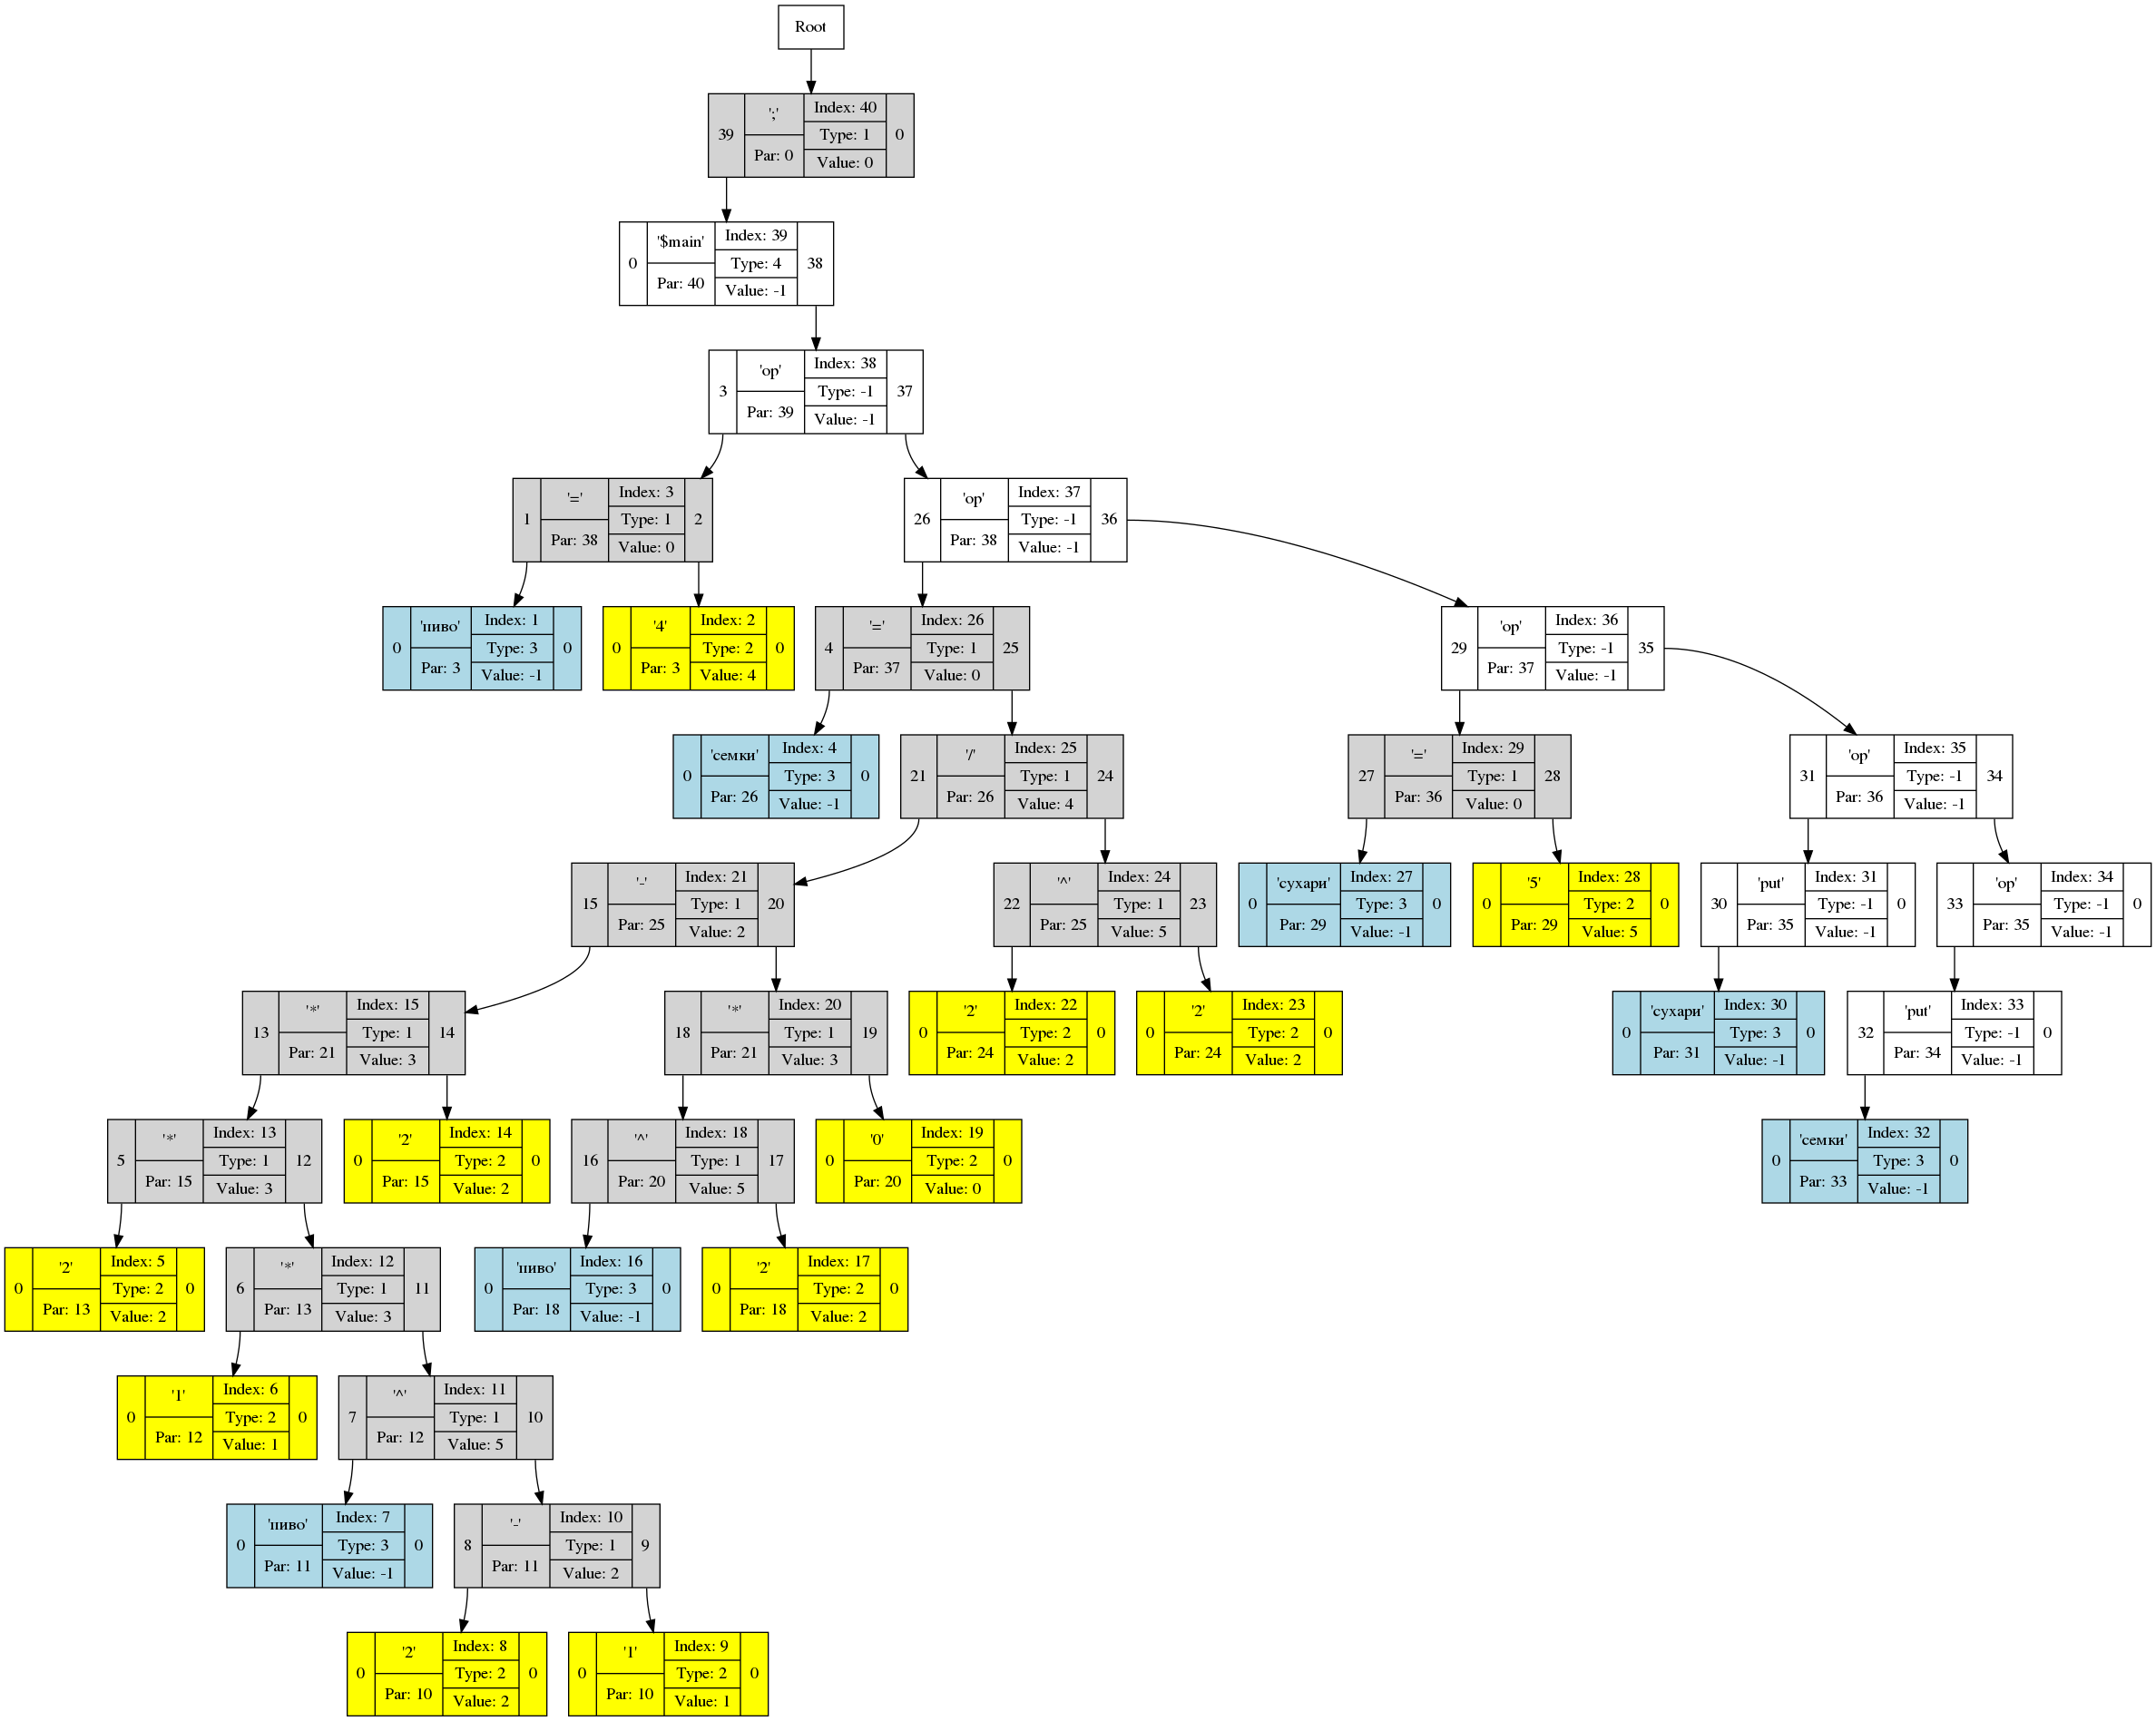 Root
';' Index: 40
39 Type: 1 0
Par: 0 Value: 0
'$main' Index: 39
0 Type: 4 38
Par: 40 Value: -1
'op' Index: 38
3 Type: -1 37
Par: 39 Value: -1
'=' Index: 3
1 Type: 1 2
Par: 38 Value: 0
'op' Index: 37
26 Type: -1 36
Par: 38 Value: -1
'пиво' Index: 1
0 Type: 3 0
Par: 3 Value: -1
'4' Index: 2
0 Type: 2 0
Par: 3 Value: 4
'=' Index: 26
4 Type: 1 25
Par: 37 Value: 0
'op' Index: 36
29 Type: -1 35
Par: 37 Value: -1
'семки' Index: 4
0 Type: 3 0
Par: 26 Value: -1
'/' Index: 25
21 Type: 1 24
Par: 26 Value: 4
'=' Index: 29
27 Type: 1 28
Par: 36 Value: 0
'op' Index: 35
31 Type: -1 34
Par: 36 Value: -1
'-' Index: 21
15 Type: 1 20
Par: 25 Value: 2
'^' Index: 24
22 Type: 1 23
Par: 25 Value: 5
'сухари' Index: 27
0 Type: 3 0
Par: 29 Value: -1
'5' Index: 28
0 Type: 2 0
Par: 29 Value: 5
'put' Index: 31
30 Type: -1 0
Par: 35 Value: -1
'op' Index: 34
33 Type: -1 0
Par: 35 Value: -1
'*' Index: 15
13 Type: 1 14
Par: 21 Value: 3
'*' Index: 20
18 Type: 1 19
Par: 21 Value: 3
'2' Index: 22
0 Type: 2 0
Par: 24 Value: 2
'2' Index: 23
0 Type: 2 0
Par: 24 Value: 2
'сухари' Index: 30
0 Type: 3 0
Par: 31 Value: -1
'put' Index: 33
32 Type: -1 0
Par: 34 Value: -1
'*' Index: 13
5 Type: 1 12
Par: 15 Value: 3
'2' Index: 14
0 Type: 2 0
Par: 15 Value: 2
'^' Index: 18
16 Type: 1 17
Par: 20 Value: 5
'0' Index: 19
0 Type: 2 0
Par: 20 Value: 0
'семки' Index: 32
0 Type: 3 0
Par: 33 Value: -1
'2' Index: 5
0 Type: 2 0
Par: 13 Value: 2
'*' Index: 12
6 Type: 1 11
Par: 13 Value: 3
'пиво' Index: 16
0 Type: 3 0
Par: 18 Value: -1
'2' Index: 17
0 Type: 2 0
Par: 18 Value: 2
'1' Index: 6
0 Type: 2 0
Par: 12 Value: 1
'^' Index: 11
7 Type: 1 10
Par: 12 Value: 5
'пиво' Index: 7
0 Type: 3 0
Par: 11 Value: -1
'-' Index: 10
8 Type: 1 9
Par: 11 Value: 2
'2' Index: 8
0 Type: 2 0
Par: 10 Value: 2
'1' Index: 9
0 Type: 2 0
Par: 10 Value: 1